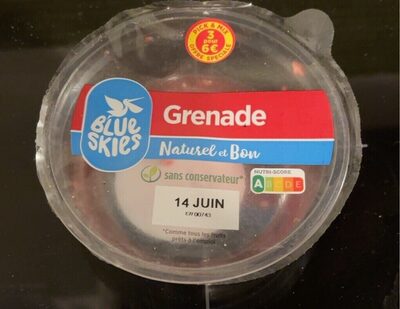 PICK & MIX
3
pour
6€
OFFRE SPÉCIALE
BLUE
SKIES
Grenade
Naturel et Bon
sans conservateur*
NUTRI-SCORE
A B C D E
14 JUIN
*Comme tous les fruits
prêts à l'emploi